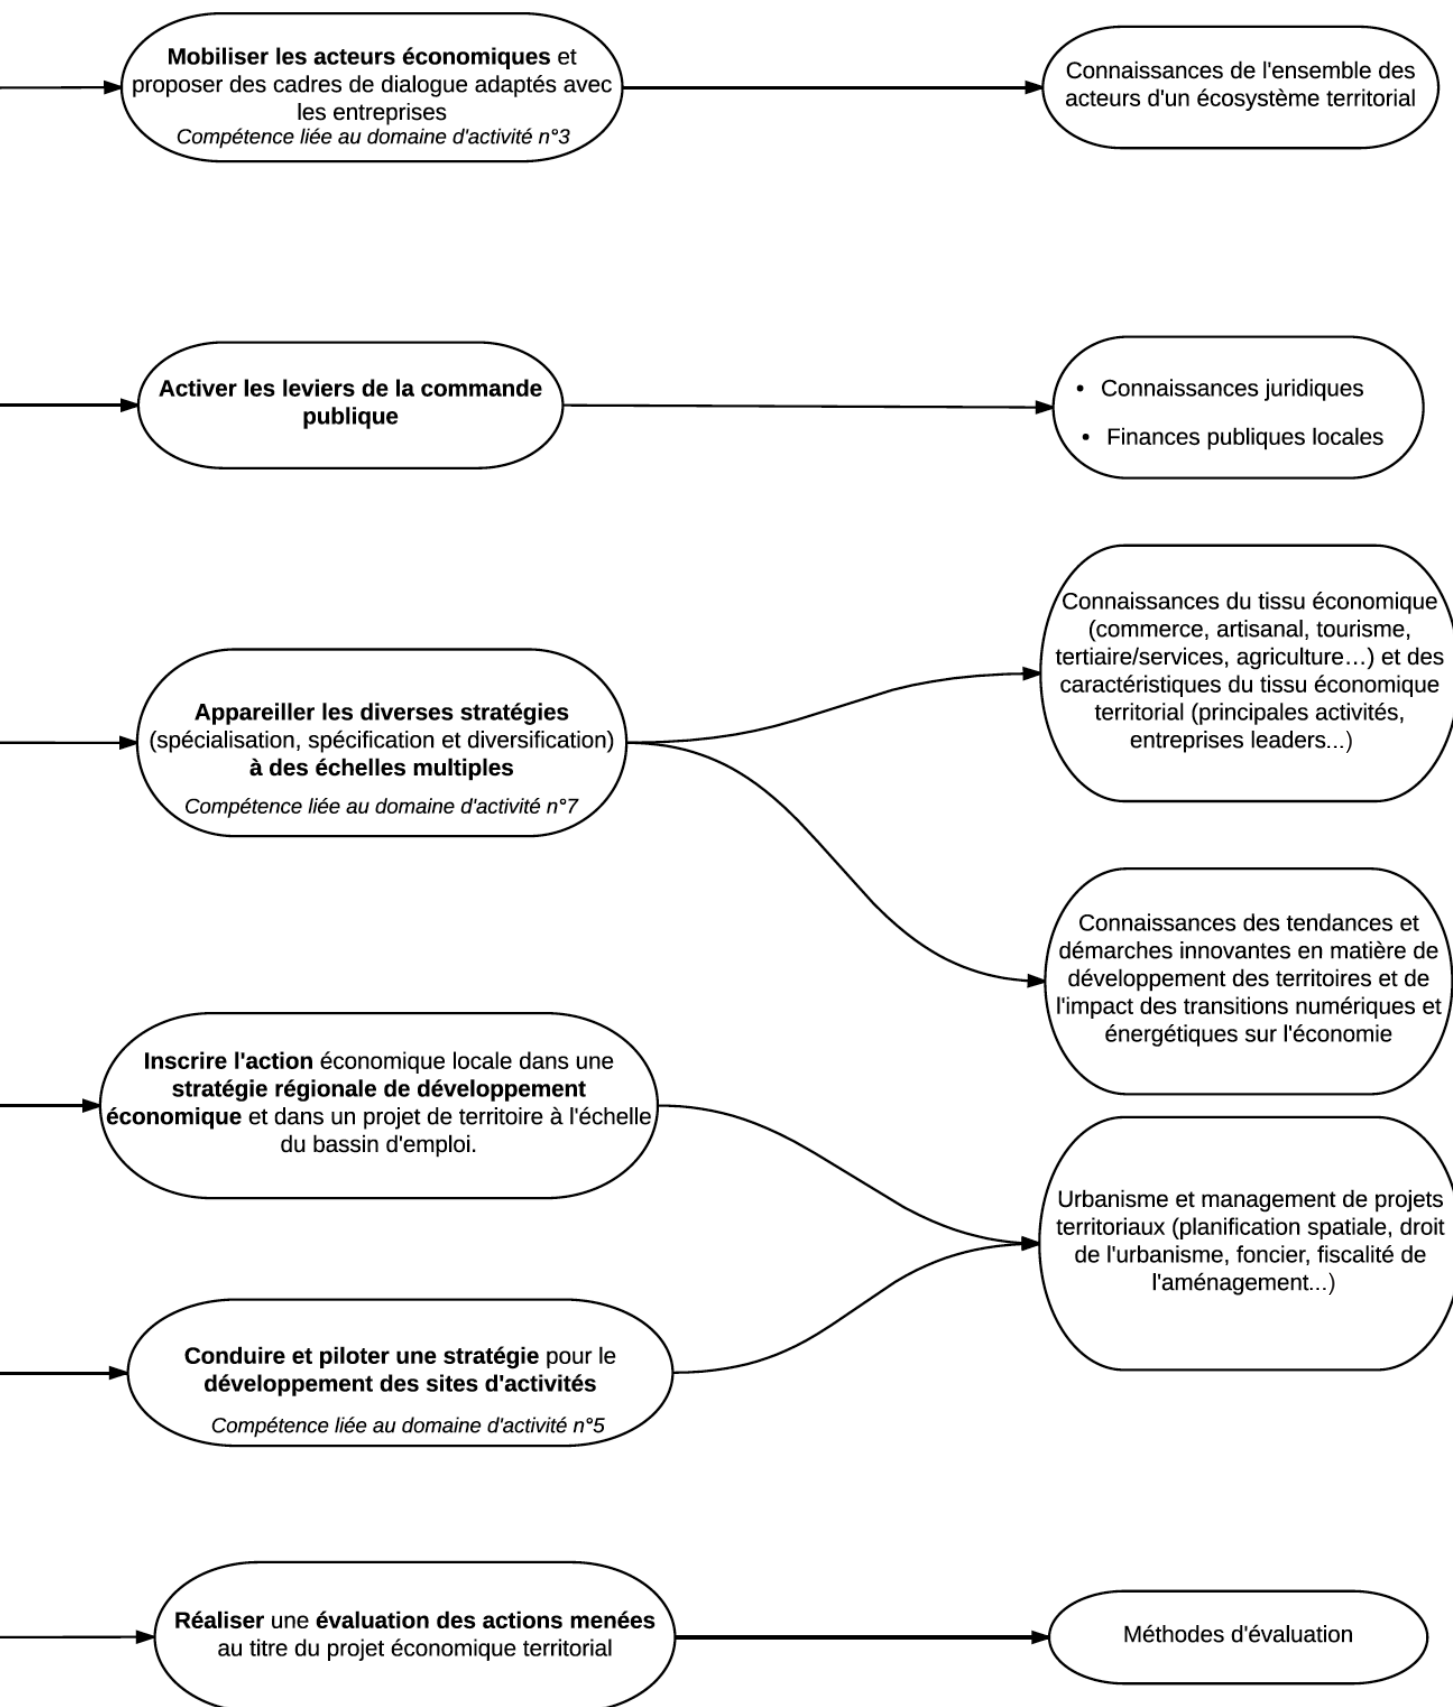 Mobiliser les acteurs économiques et
proposer des cadres de dialogue adaptés avec
les entreprises
Compétence liée au domaine d'activité n°3
Connaissances de l'ensemble des
acteurs d'un écosystème territorial
Activer les leviers de la commande
publique
• Connaissances juridiques
• Finances publiques locales
Appareiller les diverses stratégies
(spécialisation, spécification et diversification)
à des échelles multiples
Compétence liée au domaine d'activité n°7
Connaissances du tissu économique
(commerce, artisanal, tourisme,
tertiaire/services, agriculture…) et des
caractéristiques du tissu économique
territorial (principales activités,
entreprises leaders...)
Connaissances des tendances et
démarches innovantes en matière de
développement des territoires et de
l'impact des transitions numériques et
énergétiques sur l'économie
Inscrire l'action économique locale dans une
stratégie régionale de développement
économique et dans un projet de territoire à l'échelle
du bassin d'emploi.
Urbanisme et management de projets
territoriaux (planification spatiale, droit
de l'urbanisme, foncier, fiscalité de
l'aménagement...)
Conduire et piloter une stratégie pour le
développement des sites d'activités
Compétence liée au domaine d'activité n°5
Réaliser une évaluation des actions menées
au titre du projet économique territorial
Méthodes d'évaluation